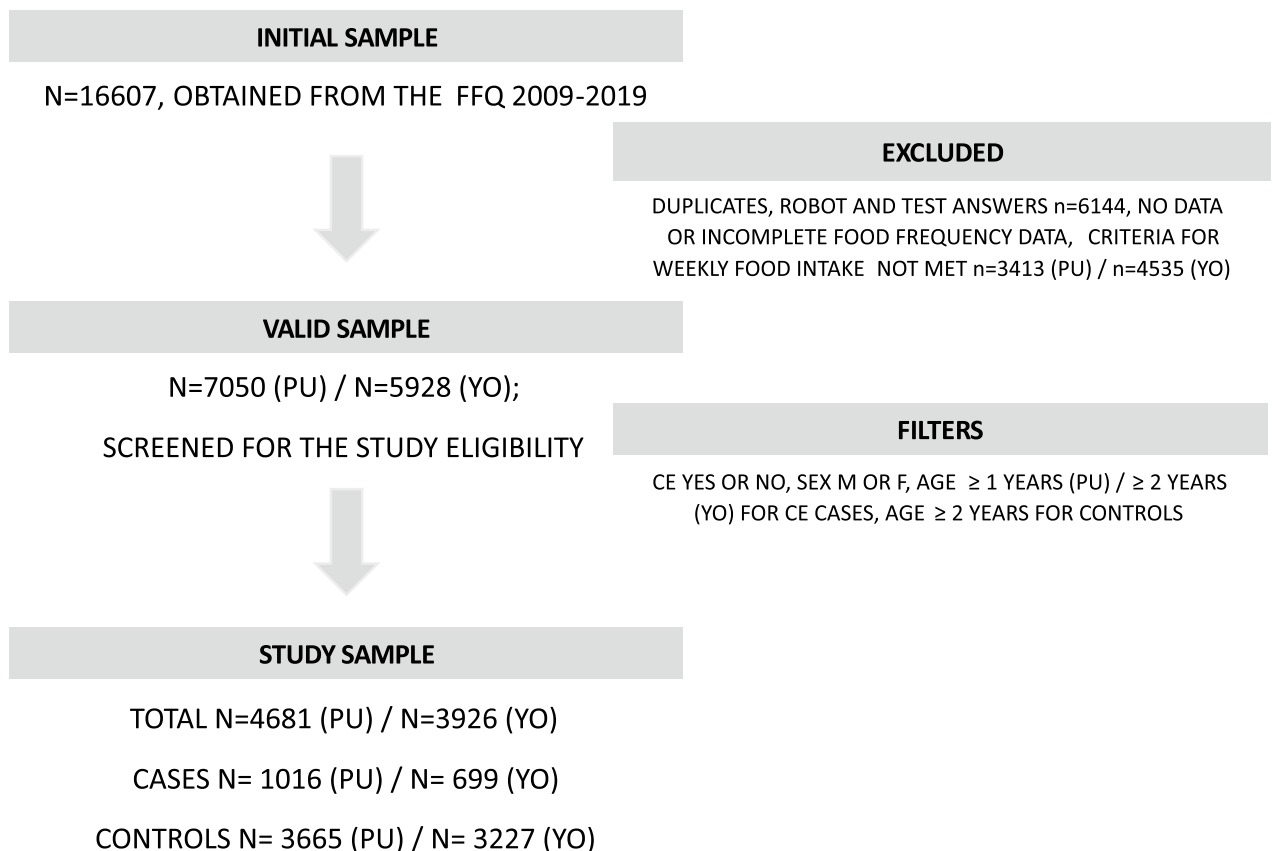 INITIAL SAMPLE
N=16607, OBTAINED FROM THE FFQ 2009-2019
EXCLUDED
DUPLICATES, ROBOT AND TEST ANSWERS n=6144, NO DATA
OR INCOMPLETE FOOD FREQUENCY DATA, CRITERIA FOR
WEEKLY FOOD INTAKE NOT MET n=3413 (PU) / n=4535 (YO)
VALID SAMPLE
N=7050 (PU) / N=5928 (YO);
SCREENED FOR THE STUDY ELIGIBILITY
FILTERS
CE YES OR NO, SEX M OR F, AGE ≥ 1 YEARS (PU) / ≥ 2 YEARS
(YO) FOR CE CASES, AGE ≥ 2 YEARS FOR CONTROLS
STUDY SAMPLE
TOTAL N=4681 (PU) / N=3926 (YO)
CASES N= 1016 (PU) / N= 699 (YO)
CONTROLS N= 3665 (PU) / N= 3227 (YO)